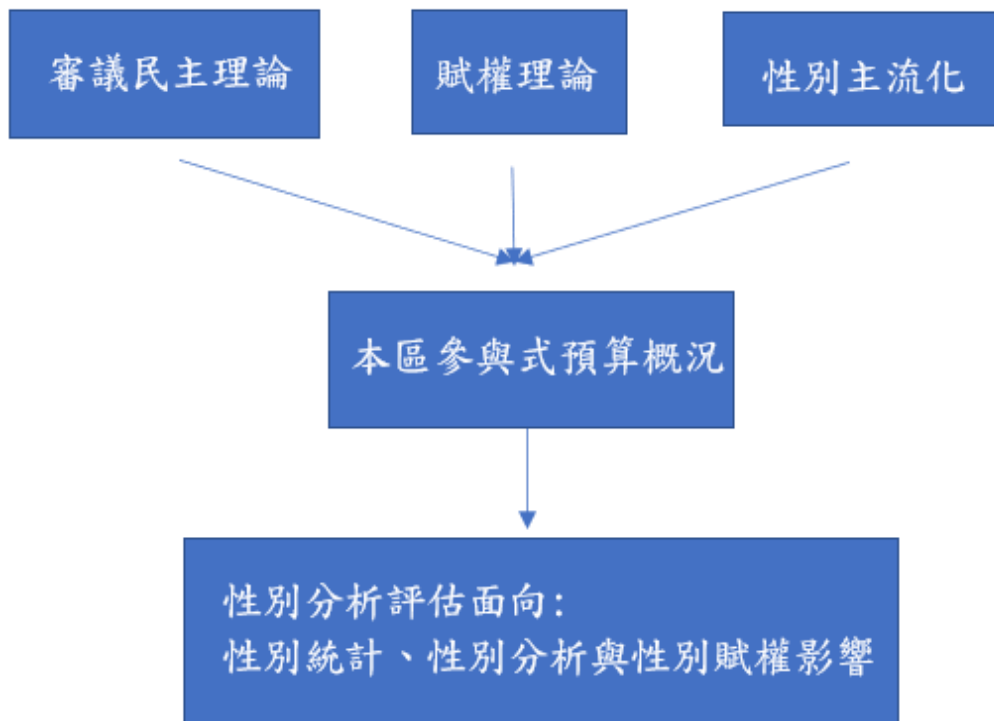 審議民主理論
賦權理論
性別主流化
本區參與式預算概況
性別分析評估面向:
性別統計、性別分析與性別賦權影響